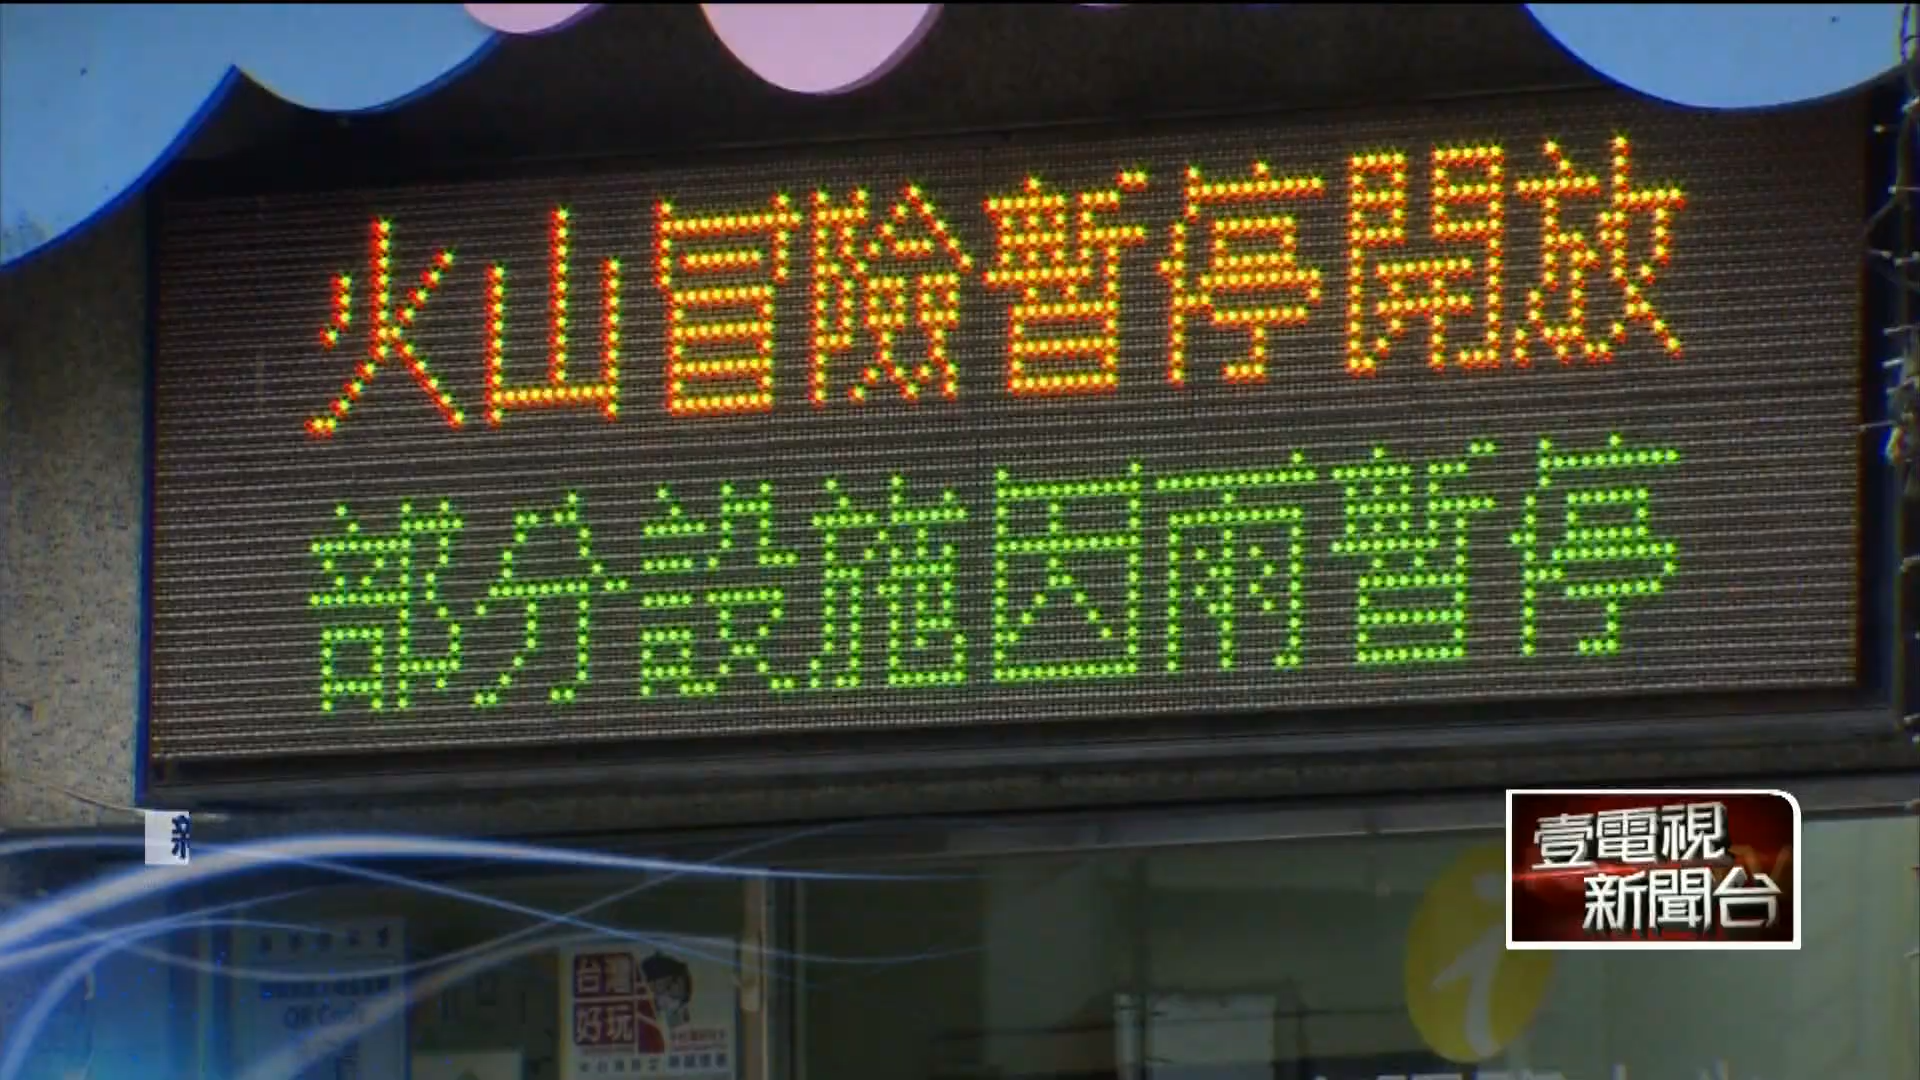 火山冒險暫停開放
部分設施因雨暫停
壹電視
新聞台
台灣
好玩